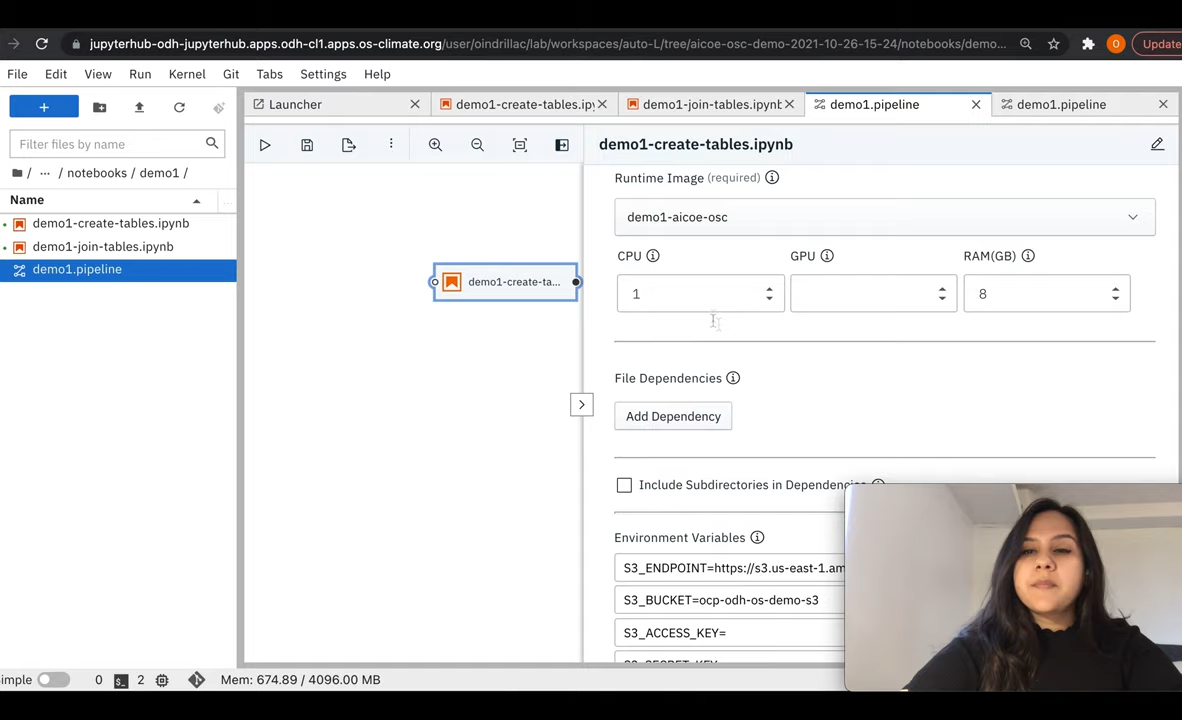 jupyterhub-odh-jupyterhub.apps.odh-cl1.apps.os-climate.org/user/oindrillac/lab/workspaces/auto-L/tree/aicoe-osc-demo-2021-10-26-15-24/notebooks/demo...
O
Update
File Edit View Run Kernel Git Tabs Settings Help
Launcher
demo1-create-tables.ipy
demo1-join-tables.ipynb
demo1.pipeline
demo1.pipeline
Filter files by name
/ ... / notebooks / demo1 /
Name
demo1-create-tables.ipynb
demo1-join-tables.ipynb
demo1.pipeline
demo1-create-ta...
demo1-create-tables.ipynb
Runtime Image (required)
demo1-aicoe-osc
CPU GPU RAM(GB)
1 8
File Dependencies
Add Dependency
Include Subdirectories in Dependencies
Environment Variables
S3_ENDPOINT=https://s3.us-east-1.am
S3_BUCKET=ocp-odh-os-demo-s3
S3_ACCESS_KEY=
imple 0 2 Mem: 674.89 / 4096.00 MB